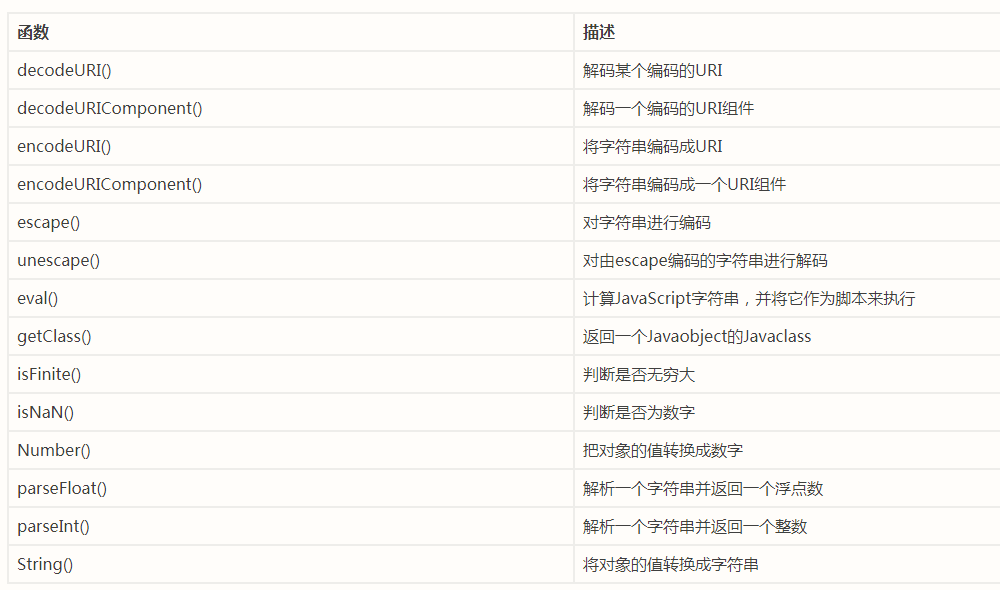 函数 描述
decodeURI() 解码某个编码的URI
decodeURIComponent() 解码一个编码的URI组件
encodeURI() 将字符串编码成URI
encodeURIComponent() 将字符串编码成一个URI组件
escape() 对字符串进行编码
unescape() 对由escape编码的字符串进行解码
eval() 计算JavaScript字符串，并将它作为脚本来执行
getClass() 返回一个Javaobject的Javaclass
isFinite() 判断是否无穷大
isNaN() 判断是否为数字
Number() 把对象的值转换成数字
parseFloat() 解析一个字符串并返回一个浮点数
parseInt() 解析一个字符串并返回一个整数
String() 将对象的值转换成字符串